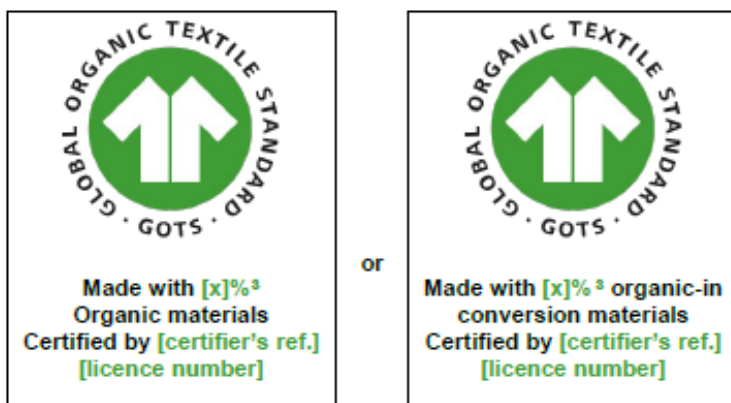 GLOBAL ORGANIC TEXTILE STANDARD · GOTS ·
Made with [x]%³
Organic materials
Certified by [certifier's ref.]
[licence number]
or
GLOBAL ORGANIC TEXTILE STANDARD · GOTS ·
Made with [x]% ³ organic-in
conversion materials
Certified by [certifier's ref.]
[licence number]